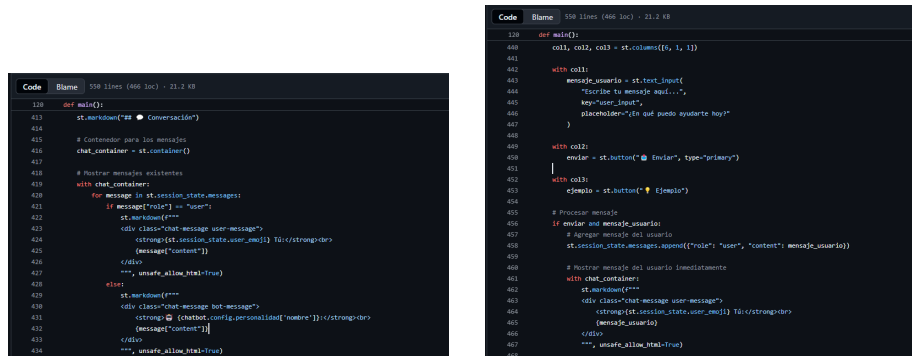 Code Blame 550 lines (466 loc) · 21.2 KB
120 def main():
413 st.markdown("## 💬 Conversación")
414
415 # Contenedor para los mensajes
416 chat_container = st.container()
417
418 # Mostrar mensajes existentes
419 with chat_container:
420 for message in st.session_state.messages:
421 if message["role"] == "user":
422 st.markdown(f"""
423 <div class="chat-message user-message">
424 <strong>{st.session_state.user_emoji} Tú:</strong><br>
425 {message["content"]}
426 </div>
427 """, unsafe_allow_html=True)
428 else:
429 st.markdown(f"""
430 <div class="chat-message bot-message">
431 <strong>🤖 {chatbot.config.personalidad['nombre']}:</strong><br>
432 {message["content"]}
433 </div>
434 """, unsafe_allow_html=True)
Code Blame 550 lines (466 loc) · 21.2 KB
120 def main():
440 col1, col2, col3 = st.columns([6, 1, 1])
441
442 with col1:
443 mensaje_usuario = st.text_input(
444 "Escribe tu mensaje aquí...",
445 key="user_input",
446 placeholder="¿En qué puedo ayudarte hoy?"
447 )
448
449 with col2:
450 enviar = st.button("📤 Enviar", type="primary")
451
452 with col3:
453 ejemplo = st.button("💡 Ejemplo")
454
455 # Procesar mensaje
456 if enviar and mensaje_usuario:
457 # Agregar mensaje del usuario
458 st.session_state.messages.append({"role": "user", "content": mensaje_usuario})
459
460 # Mostrar mensaje del usuario inmediatamente
461 with chat_container:
462 st.markdown(f"""
463 <div class="chat-message user-message">
464 <strong>{st.session_state.user_emoji} Tú:</strong><br>
465 {mensaje_usuario}
466 </div>
467 """, unsafe_allow_html=True)
468